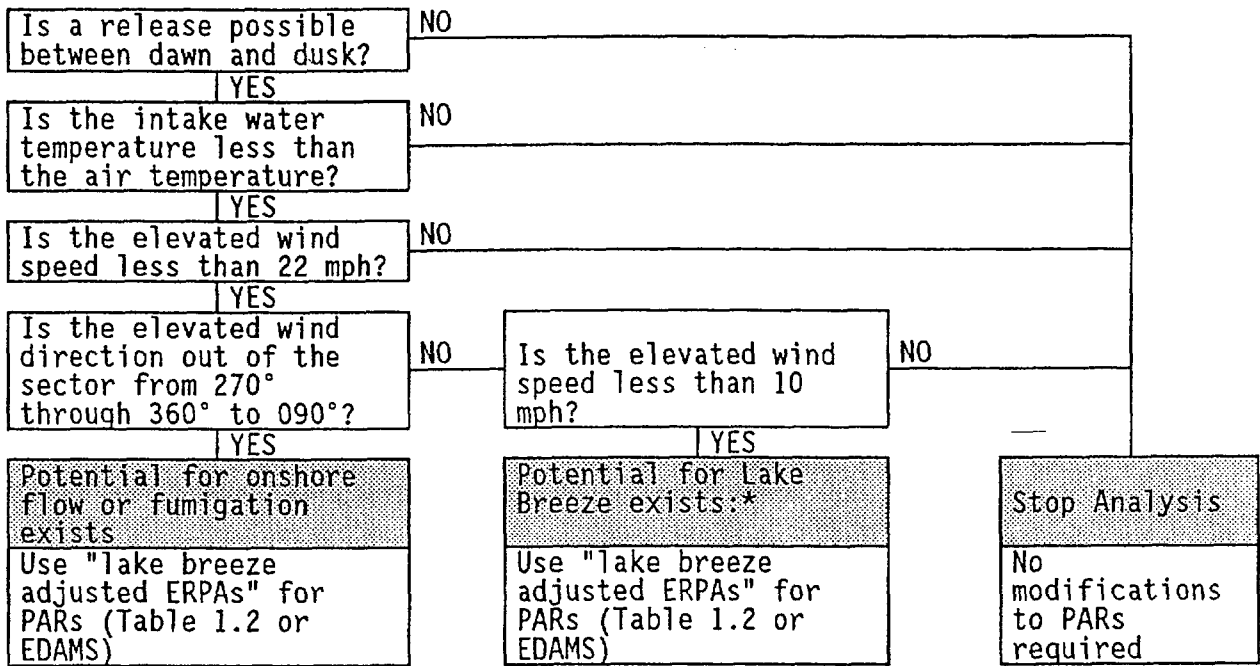 Is a release possible
between dawn and dusk?
NO
YES
Is the intake water
temperature less than
the air temperature?
NO
YES
Is the elevated wind
speed less than 22 mph?
NO
YES
Is the elevated wind
direction out of the
sector from 270°
through 360° to 090°?
NO
Is the elevated wind
speed less than 10
mph?
NO
YES
YES
Potential for onshore
flow or fumigation
exists
Use "lake breeze
adjusted ERPAs" for
PARs (Table 1.2 or
EDAMS)
Potential for Lake
Breeze exists:*
Use "lake breeze
adjusted ERPAs" for
PARs (Table 1.2 or
EDAMS)
Stop Analysis
No
modifications
to PARs
required